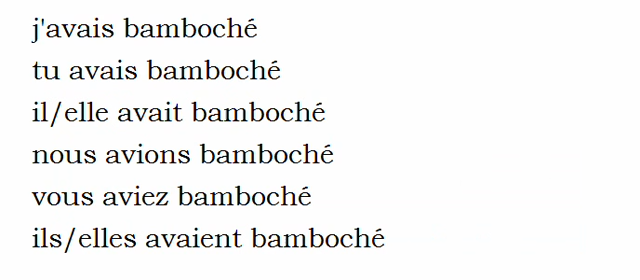 j'avais bamboché
tu avais bamboché
il/elle avait bamboché
nous avions bamboché
vous aviez bamboché
ils/elles avaient bamboché